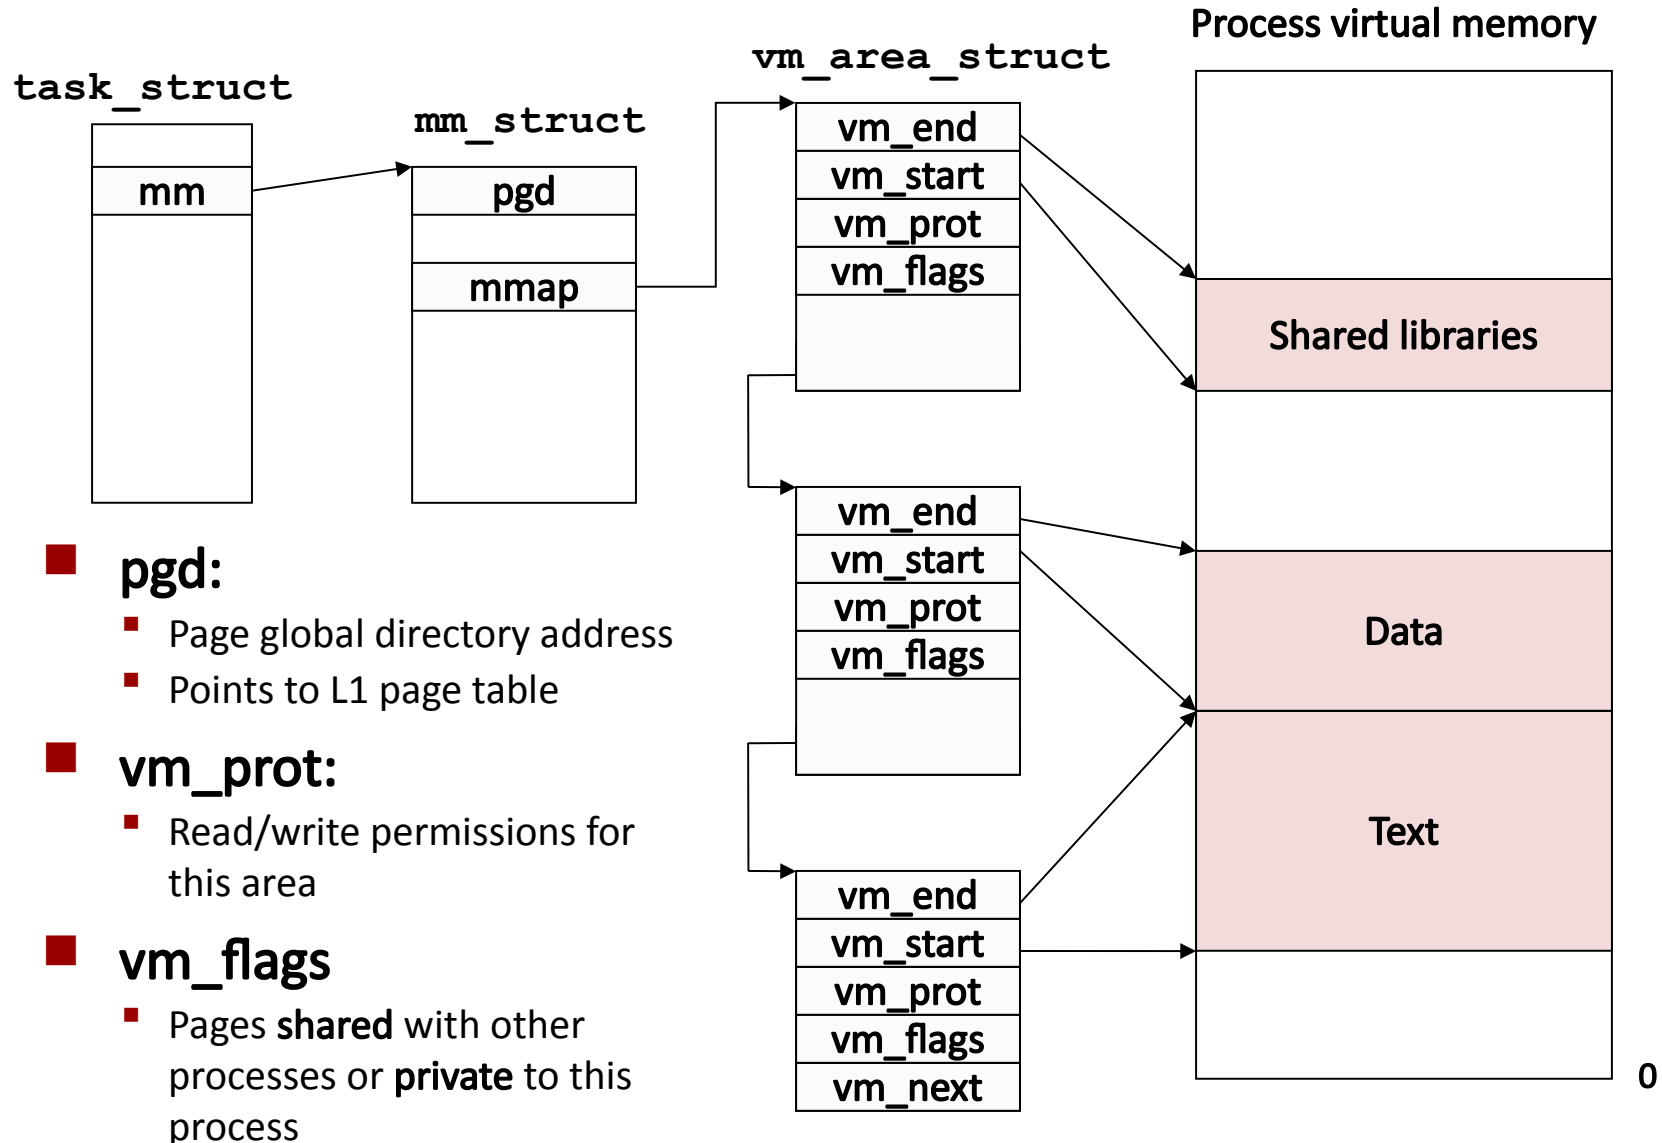 Process virtual memory
vm_area_struct
task_struct
mm_struct
mm
pgd
mmap
vm_end
vm_start
vm_prot
vm_flags
Shared libraries
vm_end
vm_start
vm_prot
vm_flags
Data
Text
vm_end
vm_start
vm_prot
vm_flags
vm_next
0
pgd:
Page global directory address
Points to L1 page table
vm_prot:
Read/write permissions for
this area
vm_flags
Pages shared with other
processes or private to this
process